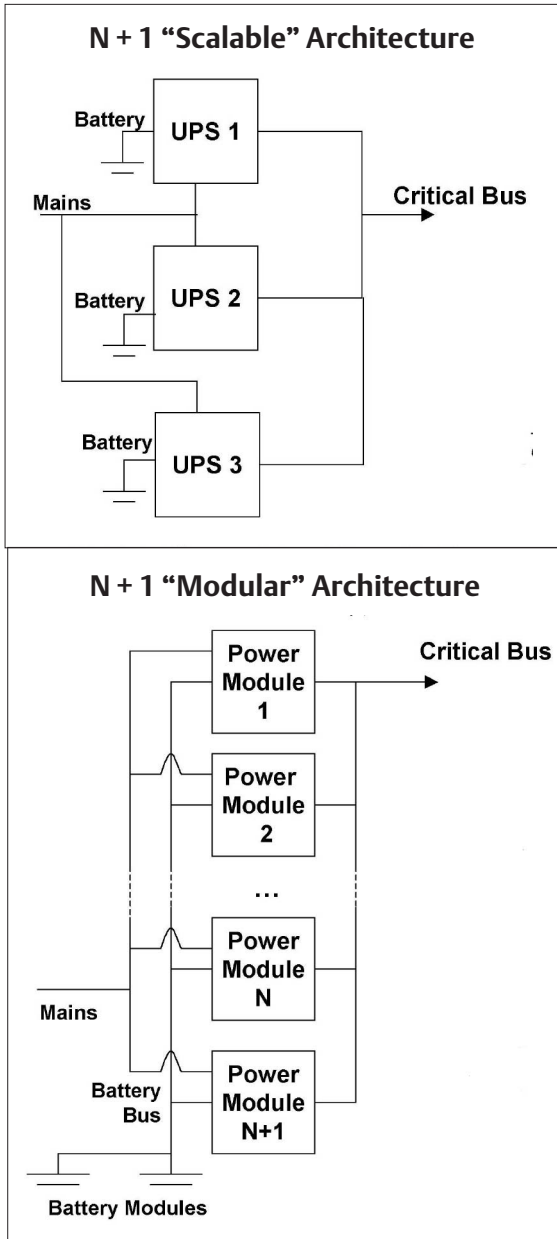 N + 1 “Scalable” Architecture
Battery
UPS 1
Mains
Critical Bus
Battery
UPS 2
Battery
UPS 3
N + 1 “Modular” Architecture
Power
Module
1
Critical Bus
Power
Module
2
...
Power
Module
N
Mains
Power
Module
N+1
Battery
Bus
Battery Modules